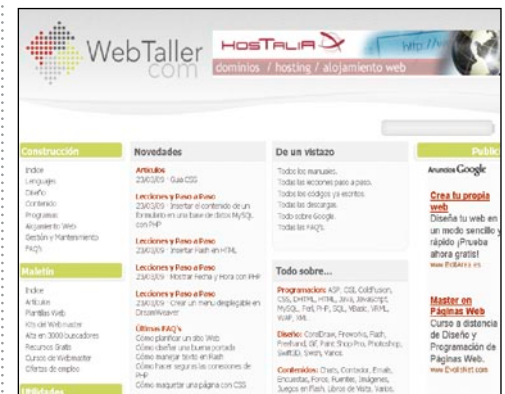 WebTaller
com
HOSTALIA
http://w
dominios / hosting / alojamiento web
Construcción
Indice
Lenguajes
Diseño
Contenido
Programas
Alojamiento Web
Gestión y Mantenimiento
FAQ's
Maletín
Indice
Artículos
Plantillas Web
Kits del Webmaster
Alta en 3000 buscadores
Recursos Gratis
Cursos de Webmaster
Ofertas de empleo
Utilidades
Novedades
Artículos
23/03/09 - Guia CSS
Lecciones y Paso a Paso
23/03/09 - Insertar el contenido de un
formulario en una base de datos MySQL
con PHP
Lecciones y Paso a Paso
23/03/09 - Insertar Flash en HTML
Lecciones y Paso a Paso
23/03/09 - Mostrar Fecha y Hora con PHP
Lecciones y Paso a Paso
23/03/09 - Crear un menu desplegable en
DreamWeaver
Últimas FAQ's
Cómo planificar un sitio Web
Cómo diseñar una buena portada
Cómo manejar texto en Flash
Cómo hacer seguras las conexiones de
PHP
Cómo maquetar una página con CSS
De un vistazo
Todos los manuales.
Todas las lecciones paso a paso.
Todos los códigos ya escritos.
Todas las descargas.
Todo sobre Google.
Todas las FAQ's.
Todo sobre...
Programacion: ASP, CGI, ColdFusion,
CSS, DHTML, HTML, Java, JavaScript,
MySQL, Perl, PHP, SQL, VBasic, VRML,
WAP, XML.
Diseño: CorelDraw, Fireworks, Flash,
Freehand, Gif, Paint Shop Pro, Photoshop,
Swift3D, Swish, Varios.
Contenidos: Chats, Contador, Emails,
Encuestas, Foros, Fuentes, Imágenes,
Juegos en Flash, Libros de Visita, Varios,
Public
Anuncios Google
Crea tu propia
web
Diseña tu web en
un modo sencillo y
rápido ¡Prueba
ahora gratis!
Master on
Páginas Web
Curso a distancia
de Diseño y
Programación de
Páginas Web.